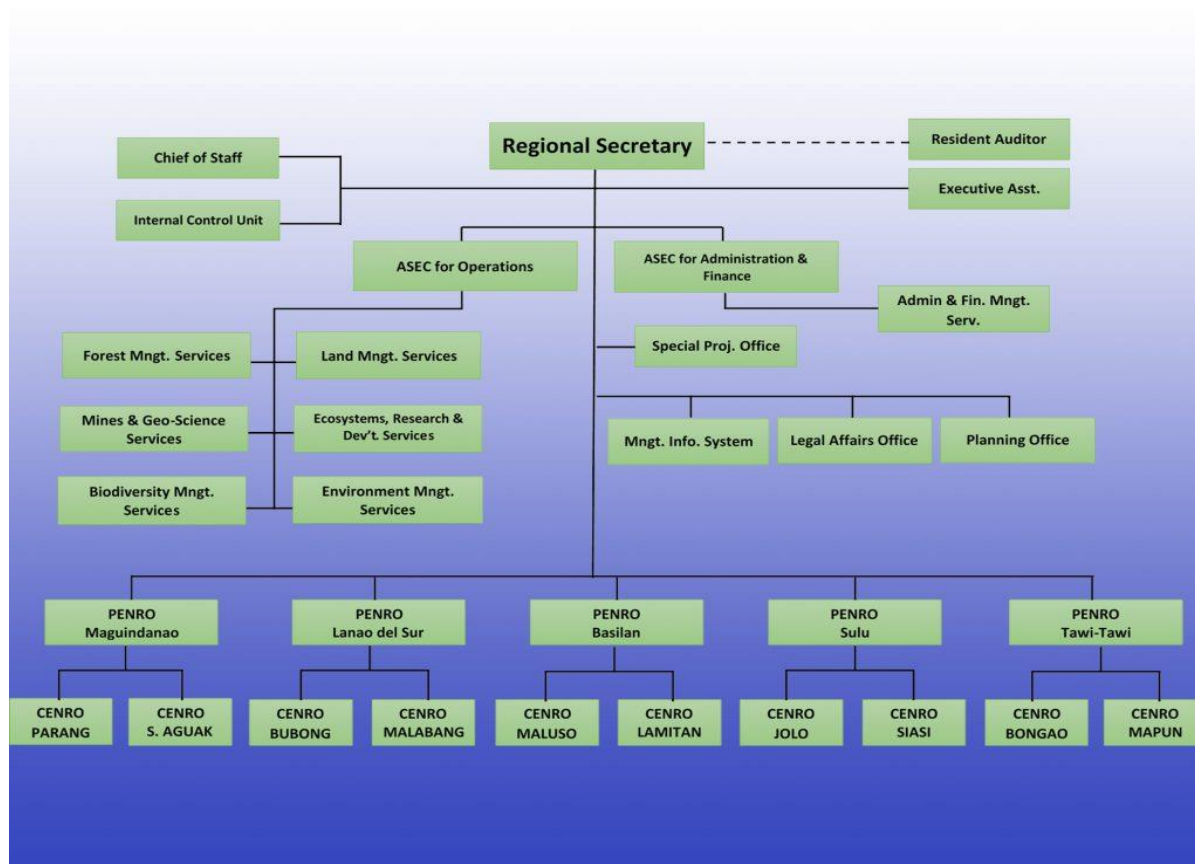 Regional Secretary
Resident Auditor
Chief of Staff
Executive Asst.
Internal Control Unit
ASEC for Operations
ASEC for Administration &
Finance
Admin & Fin. Mngt.
Serv.
Special Proj. Office
Forest Mngt. Services
Land Mngt. Services
Mines & Geo-Science
Services
Ecosystems, Research &
Dev't. Services
Biodiversity Mngt.
Services
Environment Mngt.
Services
Mngt. Info. System
Legal Affairs Office
Planning Office
PENRO
Maguindanao
PENRO
Lanao del Sur
PENRO
Basilan
PENRO
Sulu
PENRO
Tawi-Tawi
CENRO
PARANG
CENRO
S. AGUAK
CENRO
BUBONG
CENRO
MALABANG
CENRO
MALUSO
CENRO
LAMITAN
CENRO
JOLO
CENRO
SIASI
CENRO
BONGAO
CENRO
MAPUN